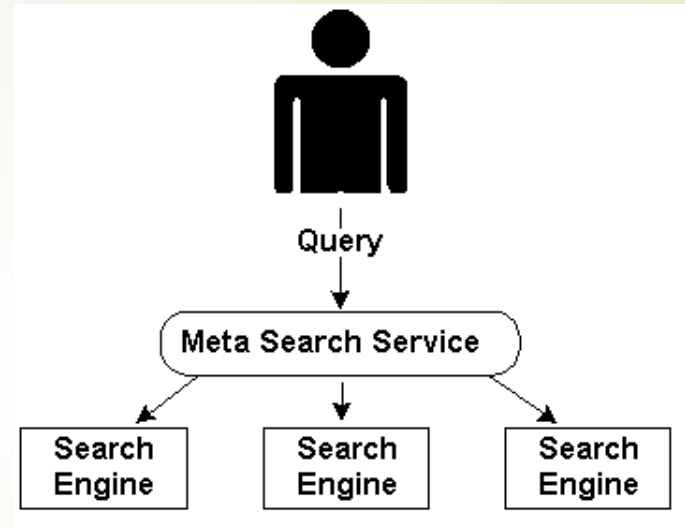 Query
Meta Search Service
Search
Engine
Search
Engine
Search
Engine